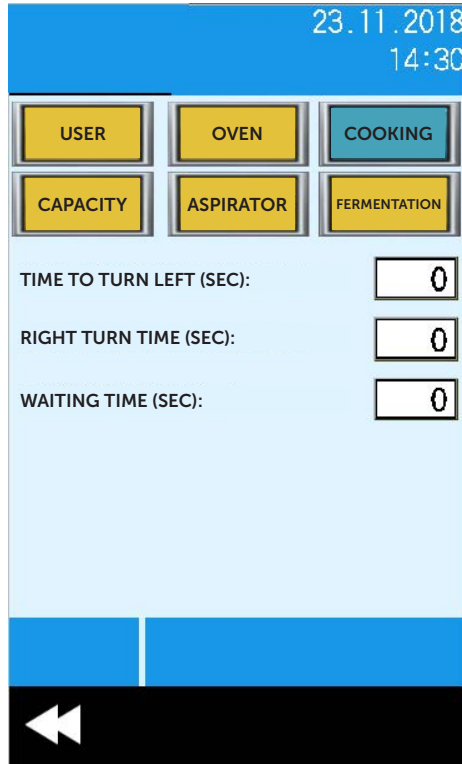 23.11.2018
14:30
USER OVEN COOKING
CAPACITY ASPIRATOR FERMENTATION
TIME TO TURN LEFT (SEC): 0
RIGHT TURN TIME (SEC): 0
WAITING TIME (SEC): 0